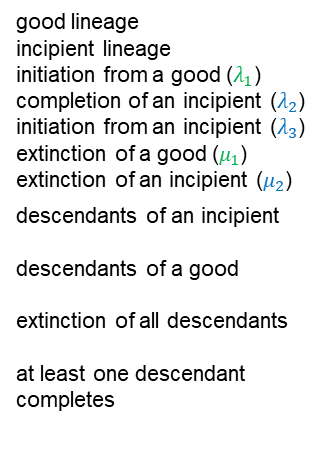 good lineage
incipient lineage
initiation from a good (λ₁)
completion of an incipient (λ₂)
initiation from an incipient (λ₃)
extinction of a good (μ₁)
extinction of an incipient (μ₂)
descendants of an incipient
descendants of a good
extinction of all descendants
at least one descendant
completes